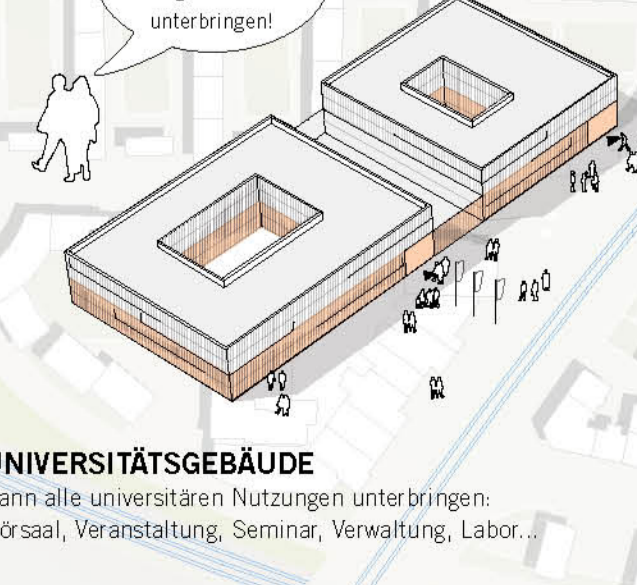 unterbringen!
UNIVERSITÄTSGEBÄUDE
ann alle universitären Nutzungen unterbringen:
örsaal, Veranstaltung, Seminar, Verwaltung, Labor...